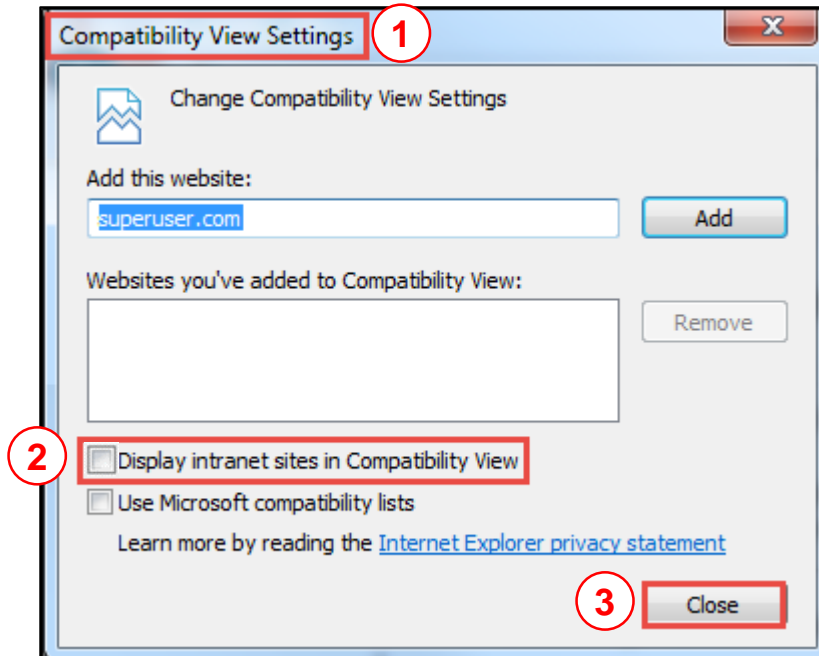 Compatibility View Settings 1 X
Change Compatibility View Settings
Add this website:
superuser.com Add
Websites you've added to Compatibility View:
Remove
2 Display intranet sites in Compatibility View
Use Microsoft compatibility lists
Learn more by reading the Internet Explorer privacy statement
3 Close